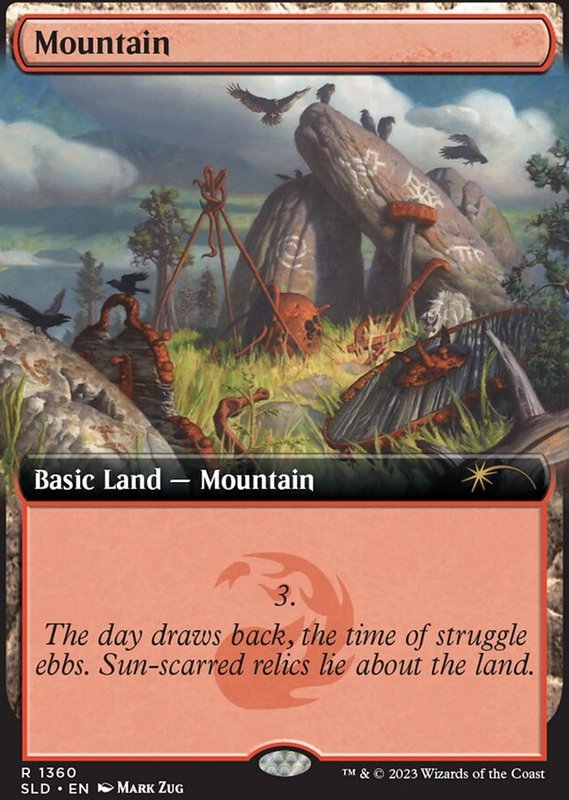 Mountain
Basic Land — Mountain
3.
The day draws back, the time of struggle
ebbs. Sun-scarred relics lie about the land.
R 1360
SLD • EN Mark Zug
™ & © 2023 Wizards of the Coast